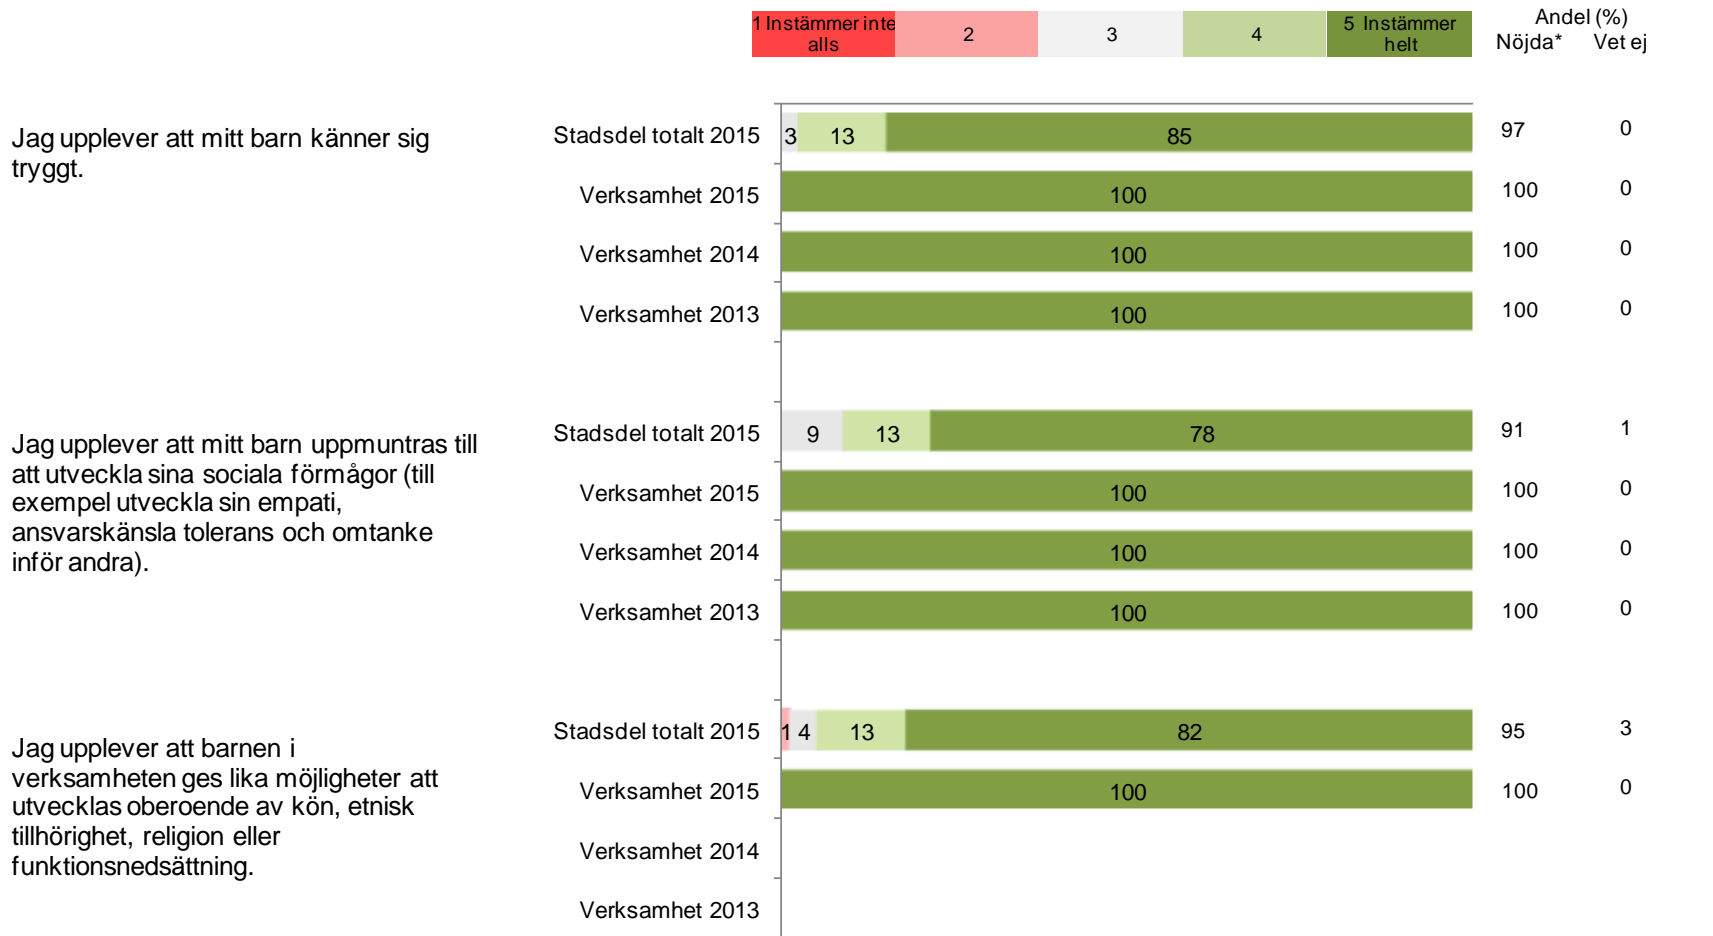 1 Instämmer inte alls 2 3 4 5 Instämmer helt Andel (%)
Nöjda* Vet ej
Jag upplever att mitt barn känner sig
tryggt.
Stadsdel totalt 2015 3 13 85 97 0
Verksamhet 2015 100 100 0
Verksamhet 2014 100 100 0
Verksamhet 2013 100 100 0
Jag upplever att mitt barn uppmuntras till
att utveckla sina sociala förmågor (till
exempel utveckla sin empati,
ansvarskänsla tolerans och omtanke
inför andra).
Stadsdel totalt 2015 9 13 78 91 1
Verksamhet 2015 100 100 0
Verksamhet 2014 100 100 0
Verksamhet 2013 100 100 0
Jag upplever att barnen i
verksamheten ges lika möjligheter att
utvecklas oberoende av kön, etnisk
tillhörighet, religion eller
funktionsnedsättning.
Stadsdel totalt 2015 1 4 13 82 95 3
Verksamhet 2015 100 100 0
Verksamhet 2014
Verksamhet 2013